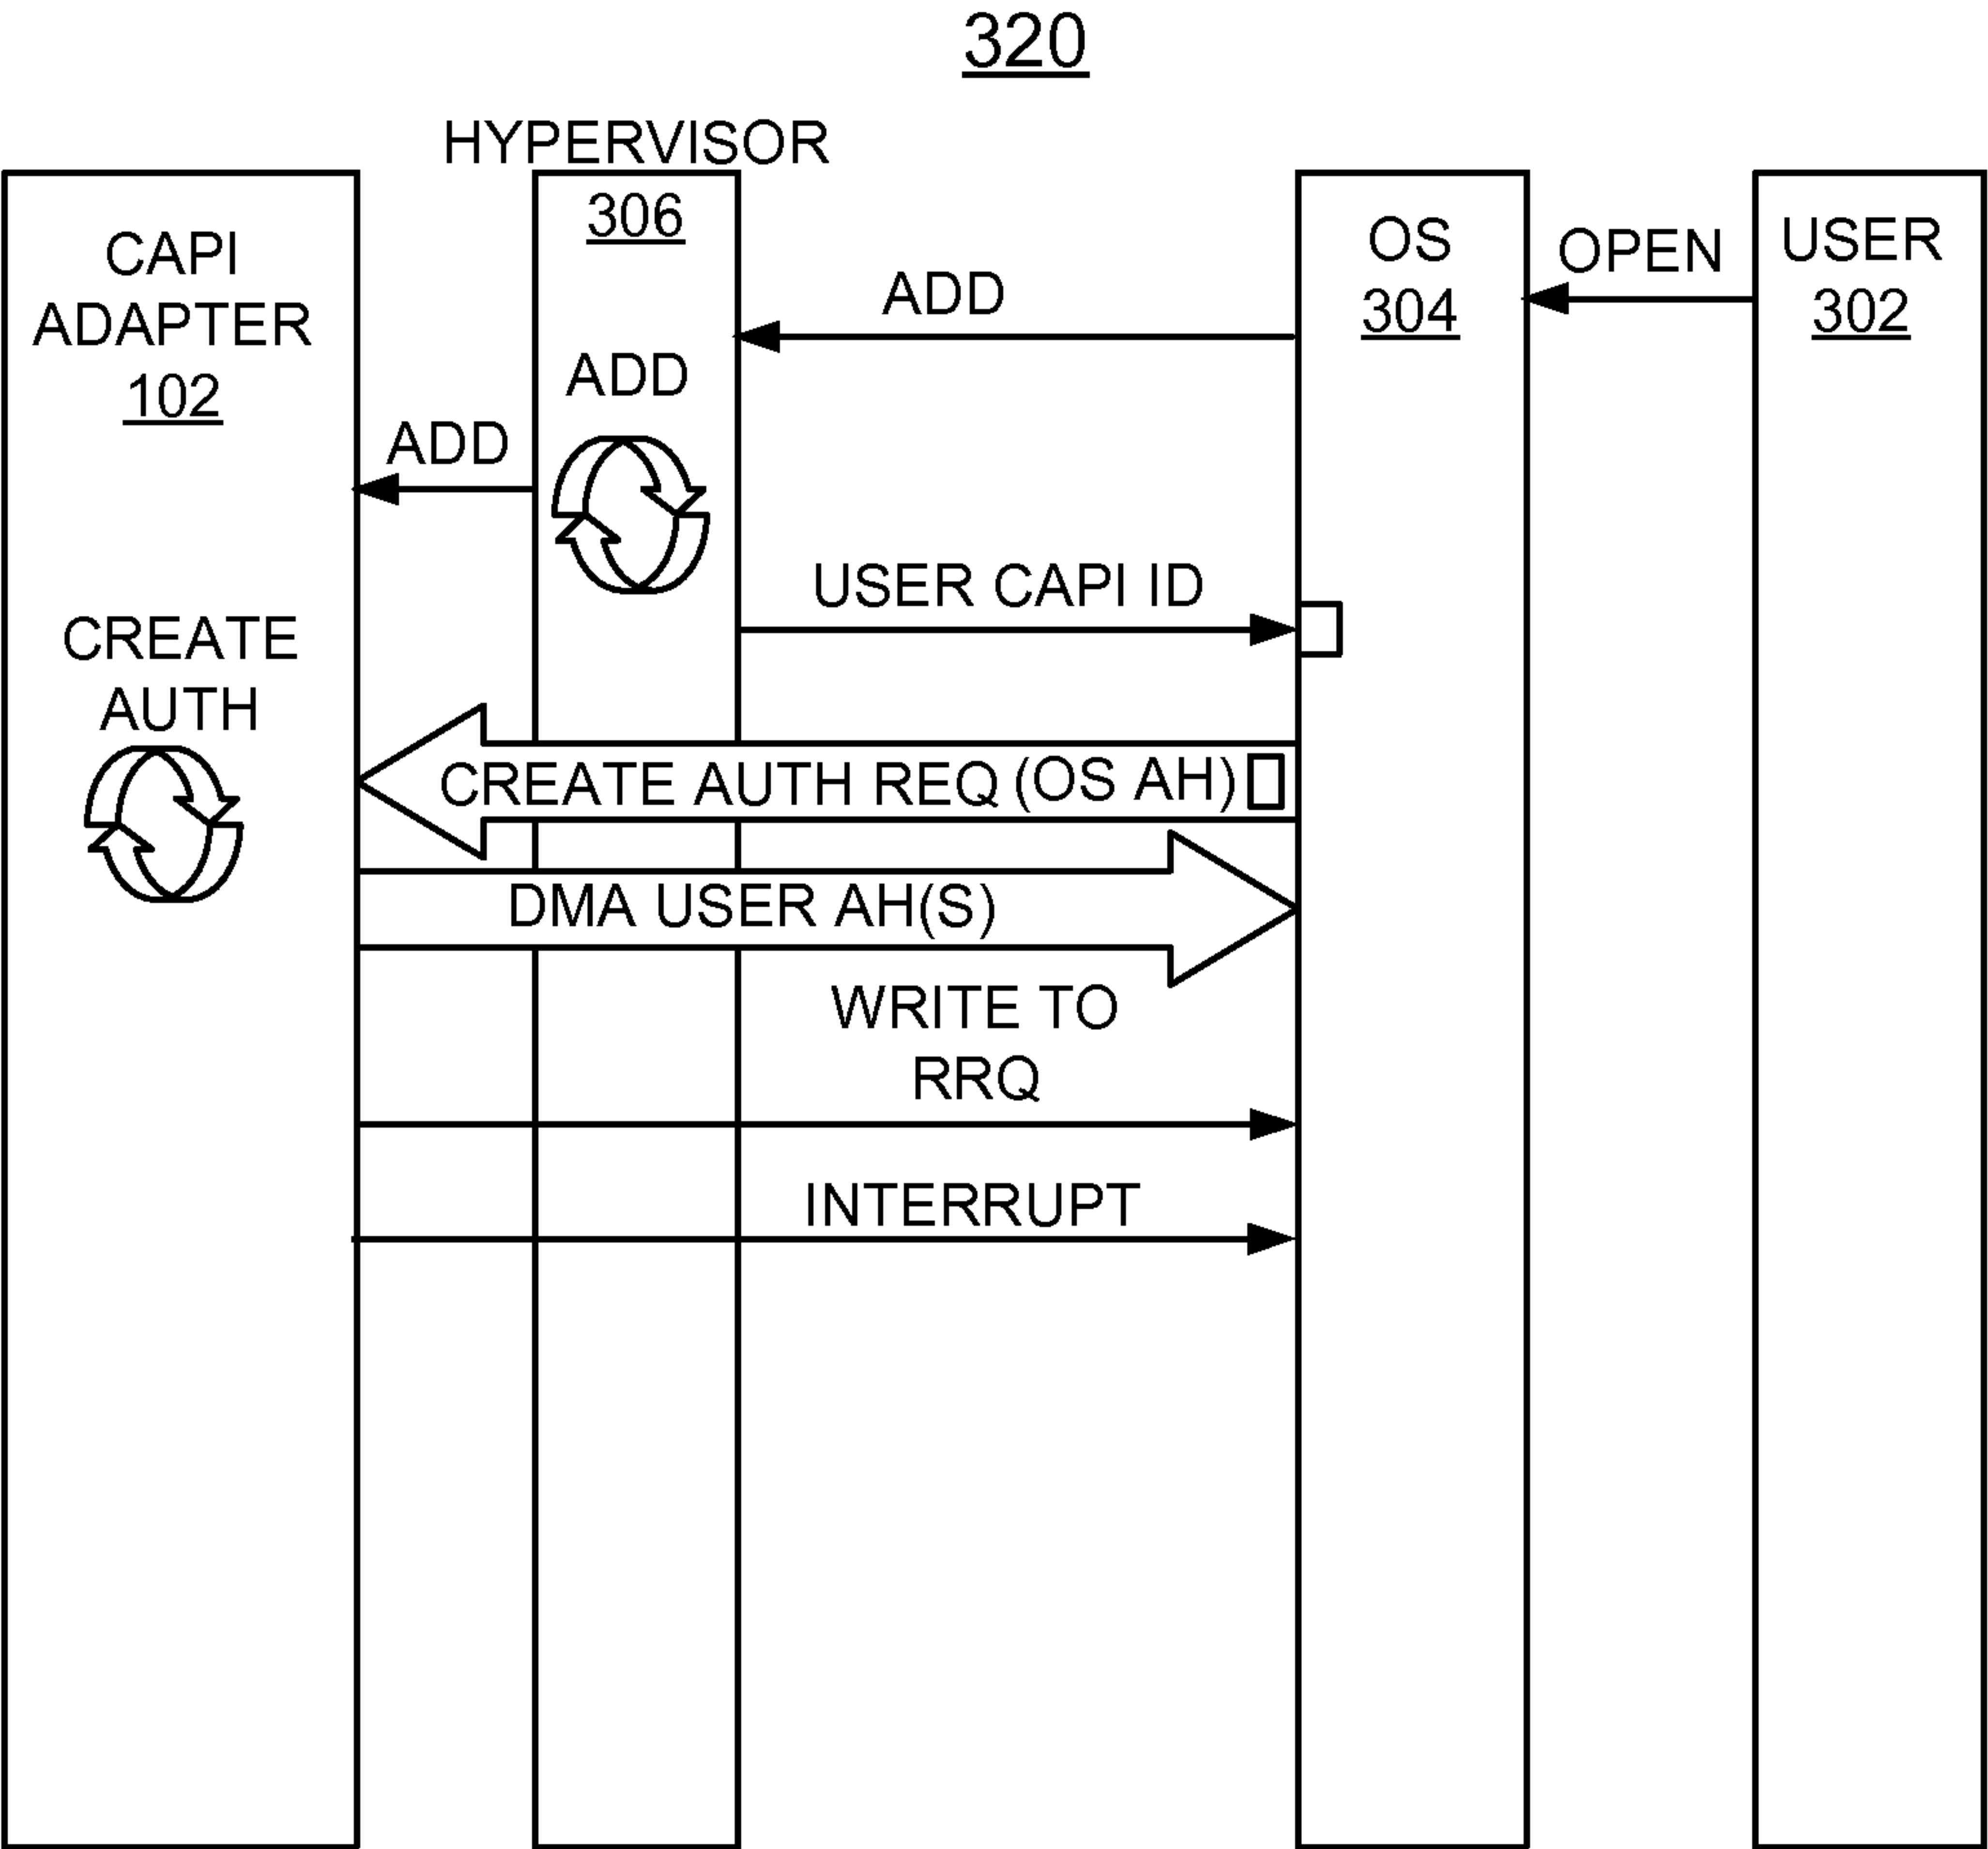 320
HYPERVISOR
306
CAPI
ADAPTER
102
OS
304
OPEN
USER
302
ADD
ADD
ADD
USER CAPI ID
CREATE
AUTH
CREATE AUTH REQ (OS AH)
DMA USER AH(S)
WRITE TO
RRQ
INTERRUPT